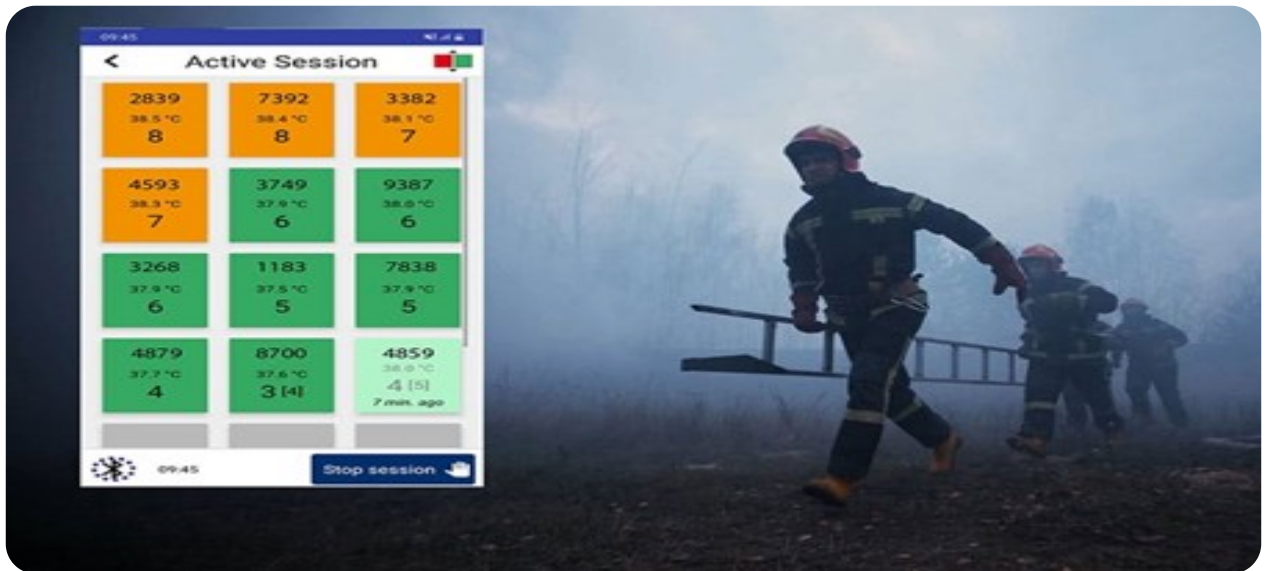 09:45
Active Session
2839 7392 3382
38.5 °C 38.4 °C 38.1 °C
8 8 7
4593 3749 9387
38.3 °C 37.9 °C 38.0 °C
7 6 6
3268 1183 7838
37.9 °C 37.5 °C 37.9 °C
6 5 5
4879 8700 4859
37.7 °C 37.6 °C 38.0 °C
4 3 [4] 4 [5]
7 min. ago
09:45 Stop session